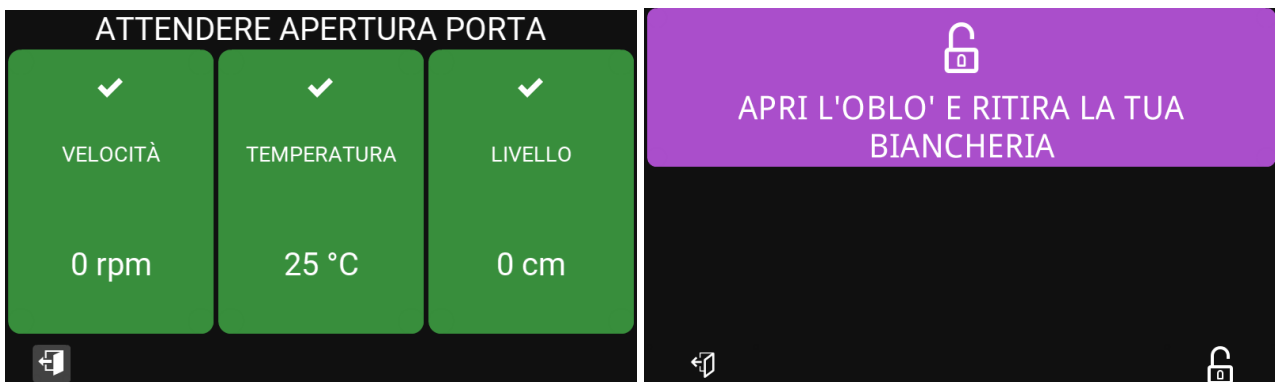 ATTENDERE APERTURA PORTA
VELOCITÀ
TEMPERATURA
LIVELLO
0 rpm
25 °C
0 cm
APRI L'OBLO' E RITIRA LA TUA
BIANCHERIA